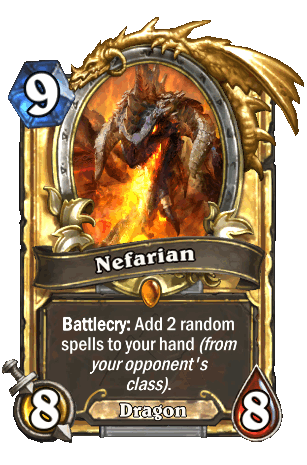 9
Nefarian
Battlecry: Add 2 random
spells to your hand (from
your opponent's
class).
8
Dragon
8